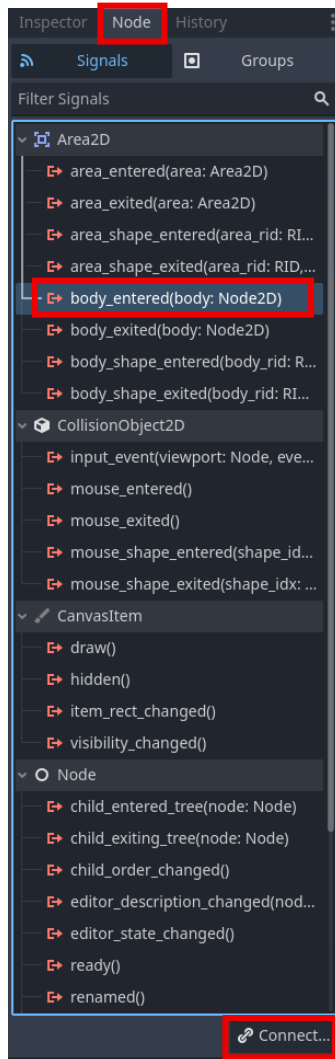 Inspector Node History
Signals Groups
Filter Signals
Area2D
area_entered(area: Area2D)
area_exited(area: Area2D)
area_shape_entered(area_rid: RI...
area_shape_exited(area_rid: RID,...
body_entered(body: Node2D)
body_exited(body: Node2D)
body_shape_entered(body_rid: R...
body_shape_exited(body_rid: RI...
CollisionObject2D
input_event(viewport: Node, eve...
mouse_entered()
mouse_exited()
mouse_shape_entered(shape_id...
mouse_shape_exited(shape_idx: ...
CanvasItem
draw()
hidden()
item_rect_changed()
visibility_changed()
Node
child_entered_tree(node: Node)
child_exiting_tree(node: Node)
child_order_changed()
editor_description_changed(nod...
editor_state_changed()
ready()
renamed()
Connect...